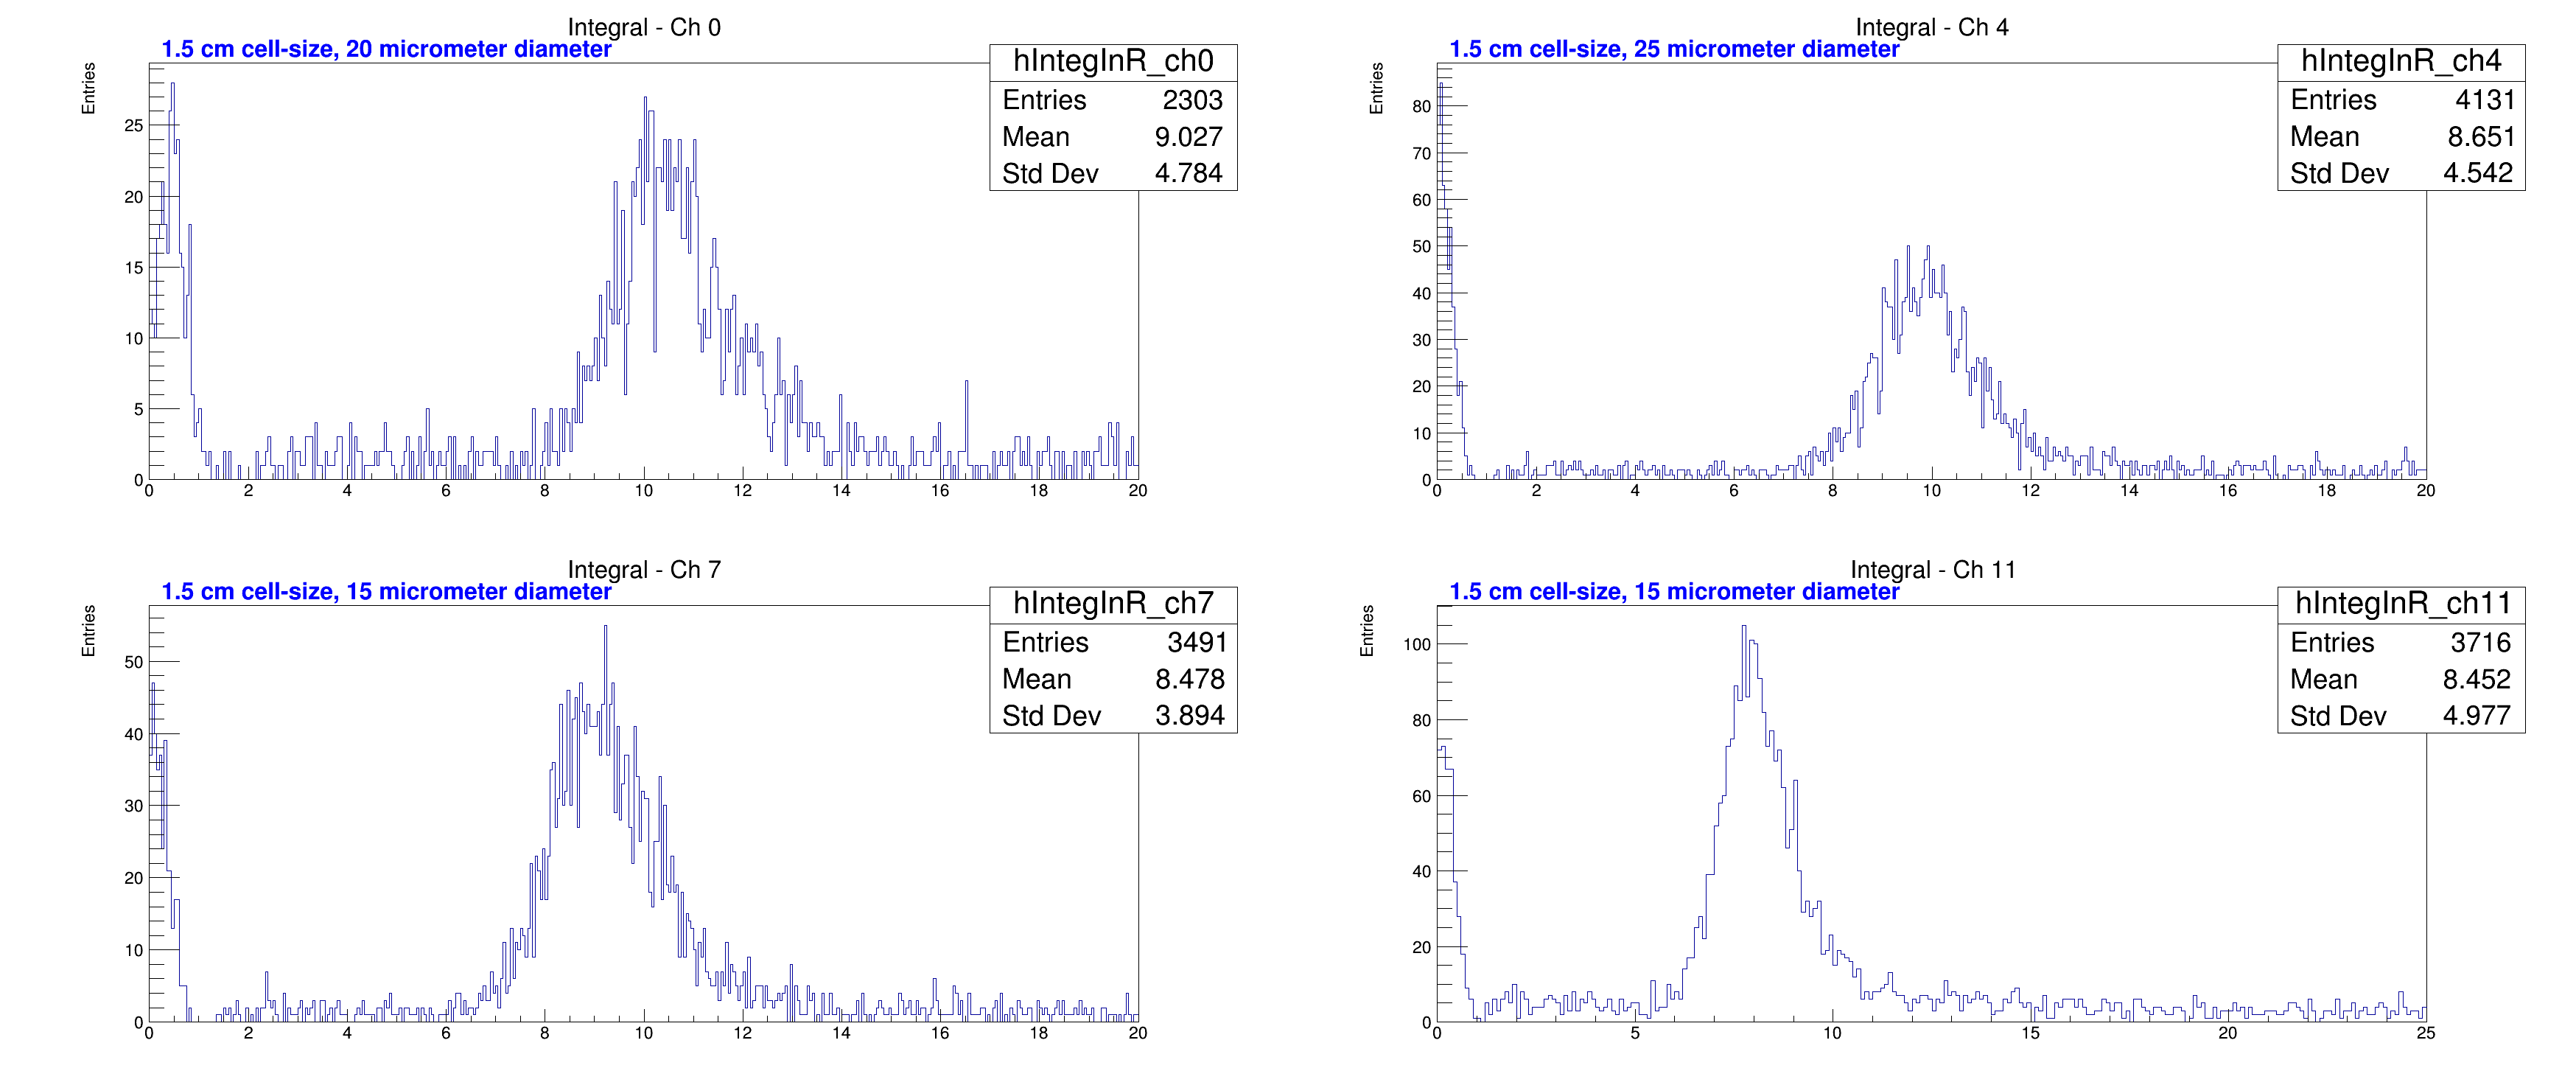 Integral - Ch 0
1.5 cm cell-size, 20 micrometer diameter
hIntegInR_ch0
Entries 2303
Mean 9.027
Std Dev 4.784
Entries
25
20
15
10
5
0
0 2 4 6 8 10 12 14 16 18 20
Integral - Ch 4
1.5 cm cell-size, 25 micrometer diameter
hIntegInR_ch4
Entries 4131
Mean 8.651
Std Dev 4.542
Entries
80
70
60
50
40
30
20
10
0
0 2 4 6 8 10 12 14 16 18 20
Integral - Ch 7
1.5 cm cell-size, 15 micrometer diameter
hIntegInR_ch7
Entries 3491
Mean 8.478
Std Dev 3.894
Entries
50
40
30
20
10
0
0 2 4 6 8 10 12 14 16 18 20
Integral - Ch 11
1.5 cm cell-size, 15 micrometer diameter
hIntegInR_ch11
Entries 3716
Mean 8.452
Std Dev 4.977
Entries
100
80
60
40
20
0
0 5 10 15 20 25